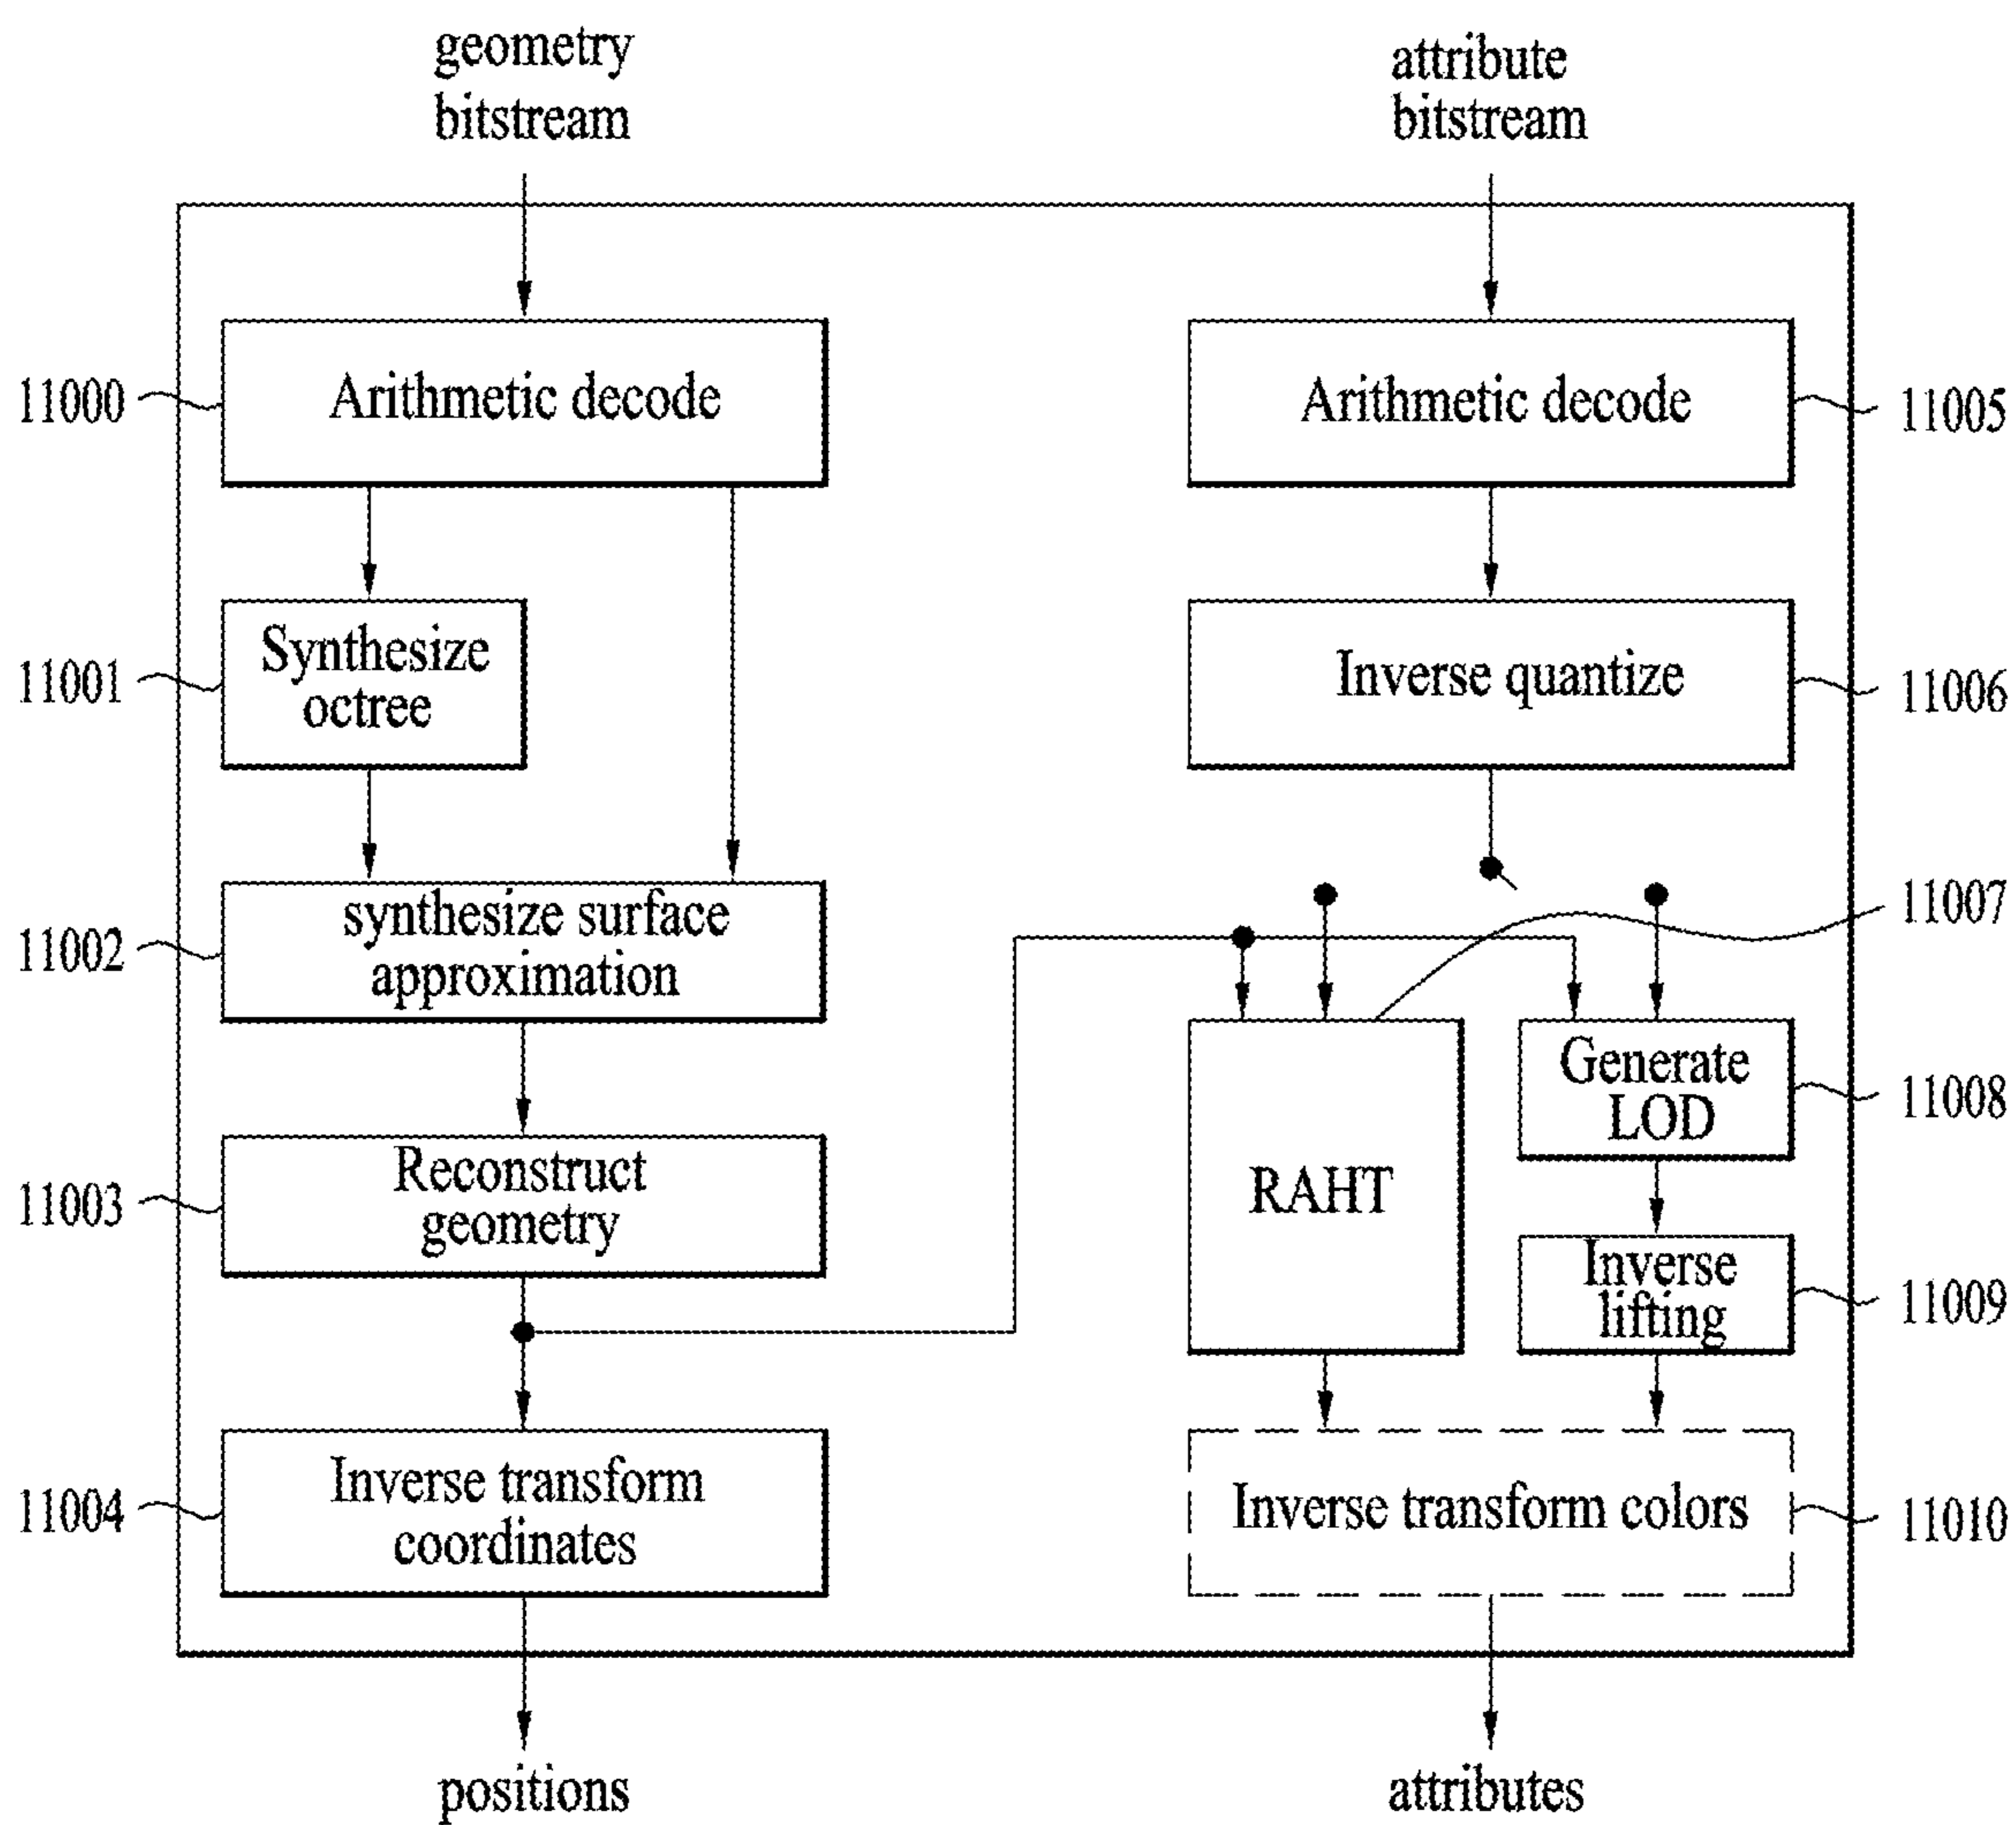 geometry
bitstream
attribute
bitstream
11000
Arithmetic decode
Arithmetic decode
11005
11001
Synthesize
octree
Inverse quantize
11006
11002
synthesize surface
approximation
11007
11003
Reconstruct
geometry
RAHT
Generate
LOD
11008
Inverse
lifting
11009
11004
Inverse transform
coordinates
Inverse transform colors
11010
positions
attributes